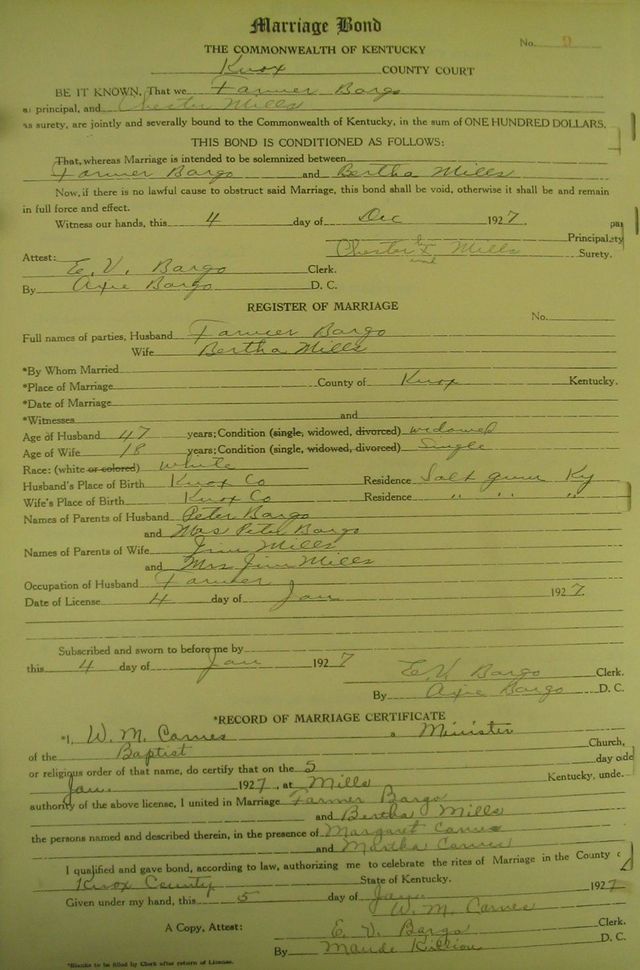 Marriage Bond
No. D
THE COMMONWEALTH OF KENTUCKY
Knox COUNTY COURT
BE IT KNOWN, That we Farmer Bargo
as principal, and Chester Mills
as surety, are jointly and severally bound to the Commonwealth of Kentucky, in the sum of ONE HUNDRED DOLLARS.
THIS BOND IS CONDITIONED AS FOLLOWS:
That, whereas Marriage is intended to be solemnized between
Farmer Bargo and Bertha Mills
Now, if there is no lawful cause to obstruct said Marriage, this bond shall be void, otherwise it shall be and remain
in full force and effect.
Witness our hands, this 4 day of Dec 1927.
Principal.
Chester Mills Surety.
Attest:
E. V. Bargo Clerk.
By Axie Bargo D. C.
REGISTER OF MARRIAGE
No.
Full names of parties, Husband Farmer Bargo
Wife Bertha Mills
*By Whom Married
*Place of Marriage County of Knox Kentucky.
*Date of Marriage
*Witnesses and
Age of Husband 47 years; Condition (single, widowed, divorced) widowed
Age of Wife 18 years; Condition (single, widowed, divorced) Single
Race: (white or colored) white
Husband's Place of Birth Knox Co Residence Salt Gum Ky
Wife's Place of Birth Knox Co Residence " " "
Names of Parents of Husband Peter Bargo
and Mrs Peter Bargo
Names of Parents of Wife Jim Mills
and Mrs Jim Mills
Occupation of Husband Farmer
Date of License 4 day of Jan 1927
Subscribed and sworn to before me by
this 4 day of Jan 1927
E. V. Bargo Clerk.
By Axie Bargo D. C.
*RECORD OF MARRIAGE CERTIFICATE
*I, W. M. Carnes a Minister
of the Baptist Church,
or religious order of that name, do certify that on the 5 day
Jan. 1927, at Mills Kentucky, unde
authority of the above license, I united in Marriage Farmer Bargo
and Bertha Mills
the persons named and described therein, in the presence of Margaret Carnes
and Martha Carnes
I qualified and gave bond, according to law, authorizing me to celebrate the rites of Marriage in the County
Knox County State of Kentucky.
Given under my hand, this 5 day of Jan 1927
W. M. Carnes
A Copy, Attest: E. V. Bargo Clerk.
By Maude Killion D. C.
*Blanks to be filled by Clerk after return of License.